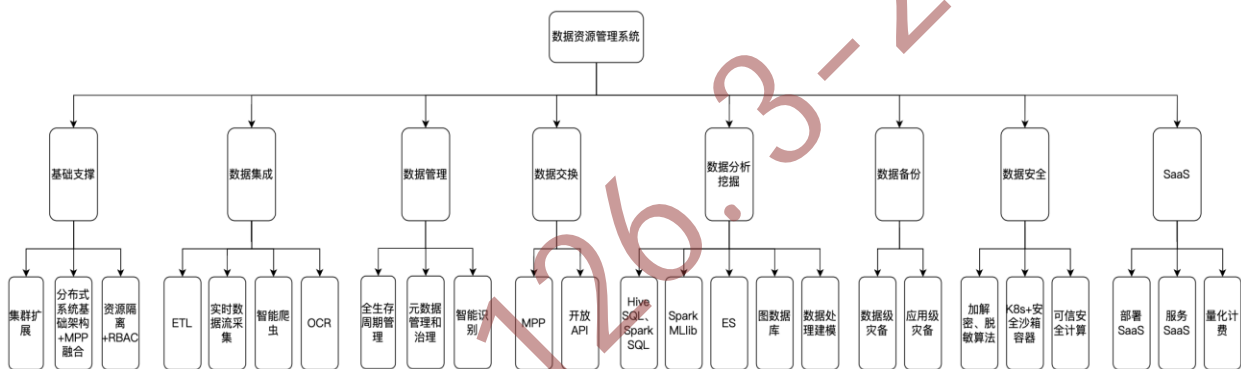 数据资源管理系统
基础支撑
数据集成
数据管理
数据交换
数据分析
挖掘
数据备份
数据安全
SaaS
集群扩
展
分布式
系统基
础架构
+MPP
融合
资源隔
离
+RBAC
ETL
实时数
据流采
集
智能爬
虫
OCR
全生存
周期管
理
元数据
管理和
治理
智能识
别
MPP
开放
API
Hive
SQL、
Spark
SQL
Spark
MLlib
ES
图数据
库
数据处
理建模
数据级
灾备
应用级
灾备
加解
密、脱
敏算法
K8s+安
全沙箱
容器
可信安
全计算
部署
SaaS
服务
SaaS
量化计
费
126.3-2